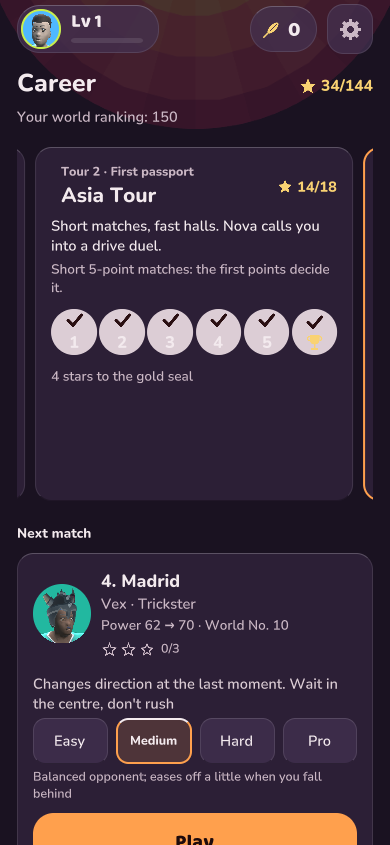 Lv 1
0
Career
34/144
Your world ranking: 150
Tour 2 · First passport
Asia Tour
14/18
Short matches, fast halls. Nova calls you
into a drive duel.
Short 5-point matches: the first points decide
it.
1 2 3 4 5
4 stars to the gold seal
Next match
4. Madrid
Vex · Trickster
Power 62 → 70 · World No. 10
0/3
Changes direction at the last moment. Wait in
the centre, don't rush
Easy Medium Hard Pro
Balanced opponent; eases off a little when you fall
behind
Play